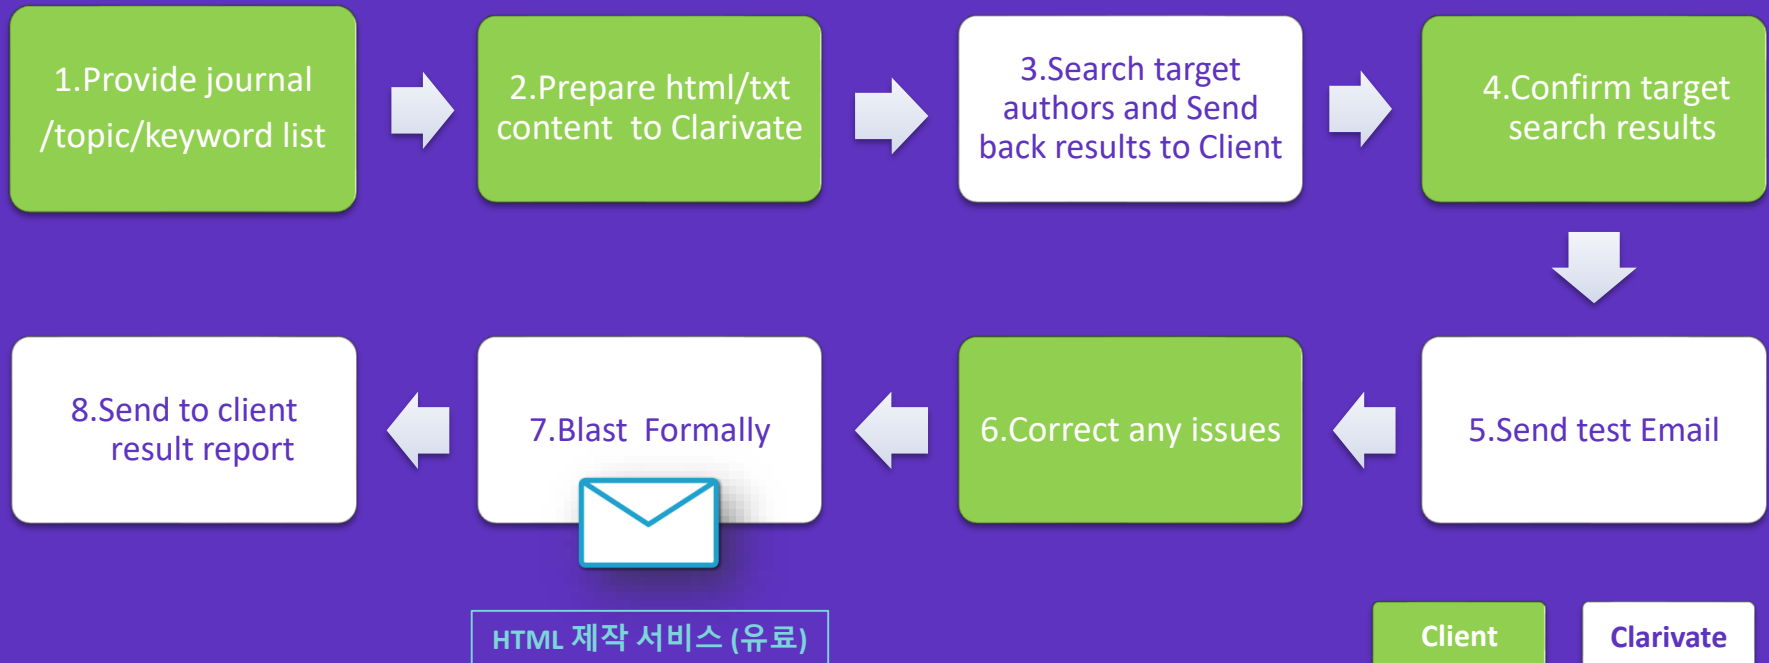 1.Provide journal
/topic/keyword list
2.Prepare html/txt
content to Clarivate
3.Search target
authors and Send
back results to Client
4.Confirm target
search results
5.Send test Email
6.Correct any issues
7.Blast Formally
8.Send to client
result report
HTML 제작 서비스 (유료)
Client
Clarivate